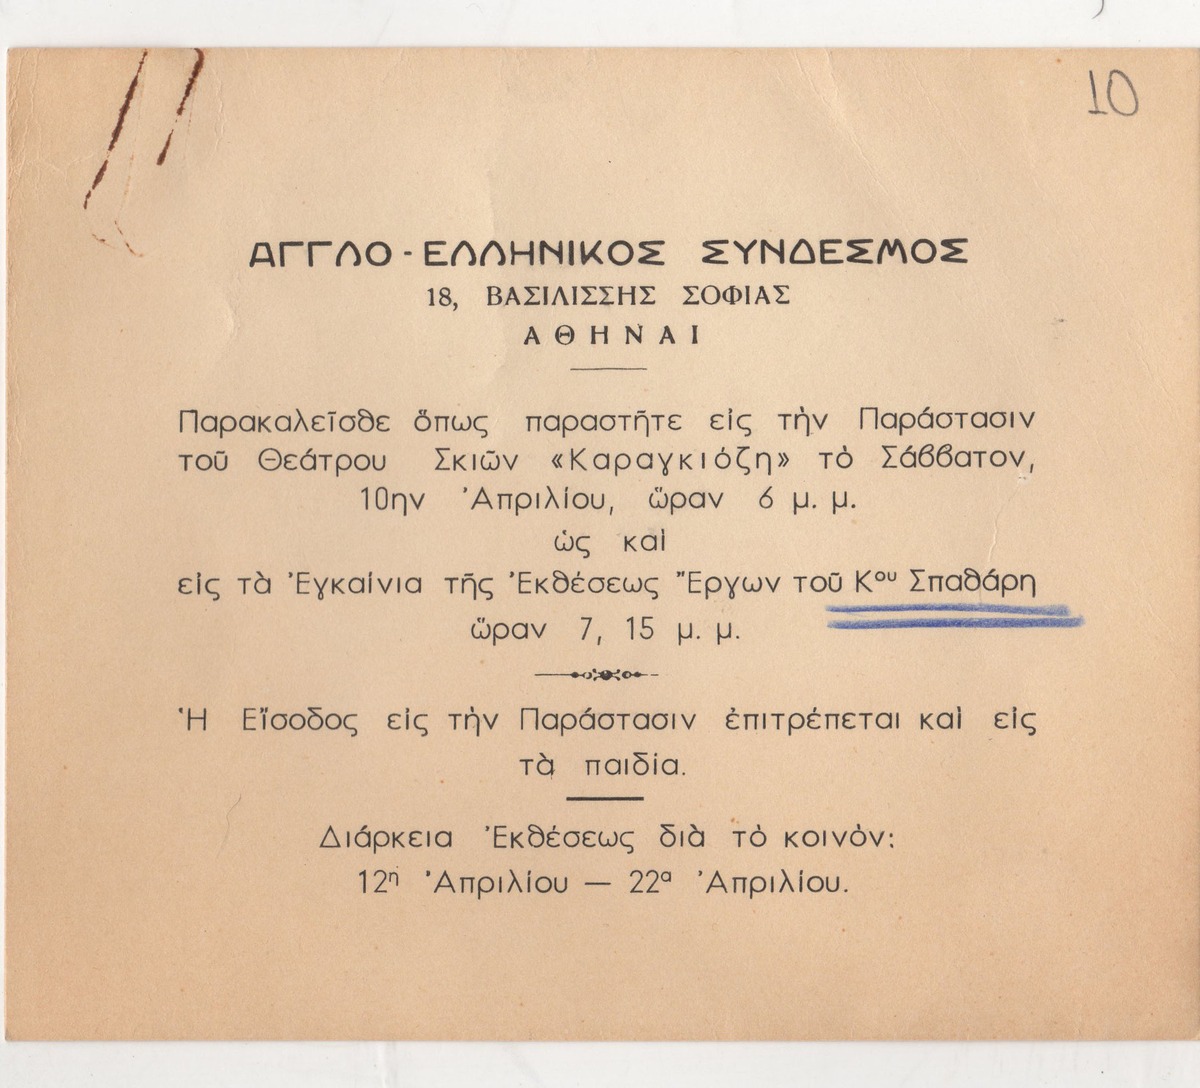 10
ΑΓΓΛΟ - ΕΛΛΗΝΙΚΟΣ ΣΥΝΔΕΣΜΟΣ
18, ΒΑΣΙΛΙΣΣΗΣ ΣΟΦΙΑΣ
ΑΘΗΝΑΙ
Παρακαλεῖσθε ὅπως παραστῆτε εἰς τὴν Παράστασιν
τοῦ Θεάτρου Σκιῶν «Καραγκιόζη» τὸ Σάββατον,
10ην Ἀπριλίου, ὥραν 6 μ. μ.
ὡς καὶ
εἰς τὰ Ἐγκαίνια τῆς Ἐκθέσεως Ἔργων τοῦ Κου Σπαθάρη
ὥραν 7, 15 μ. μ.
Ἡ Εἴσοδος εἰς τὴν Παράστασιν ἐπιτρέπεται καὶ εἰς
τὰ παιδία.
Διάρκεια Ἐκθέσεως διὰ τὸ κοινόν:
12η Ἀπριλίου — 22α Ἀπριλίου.